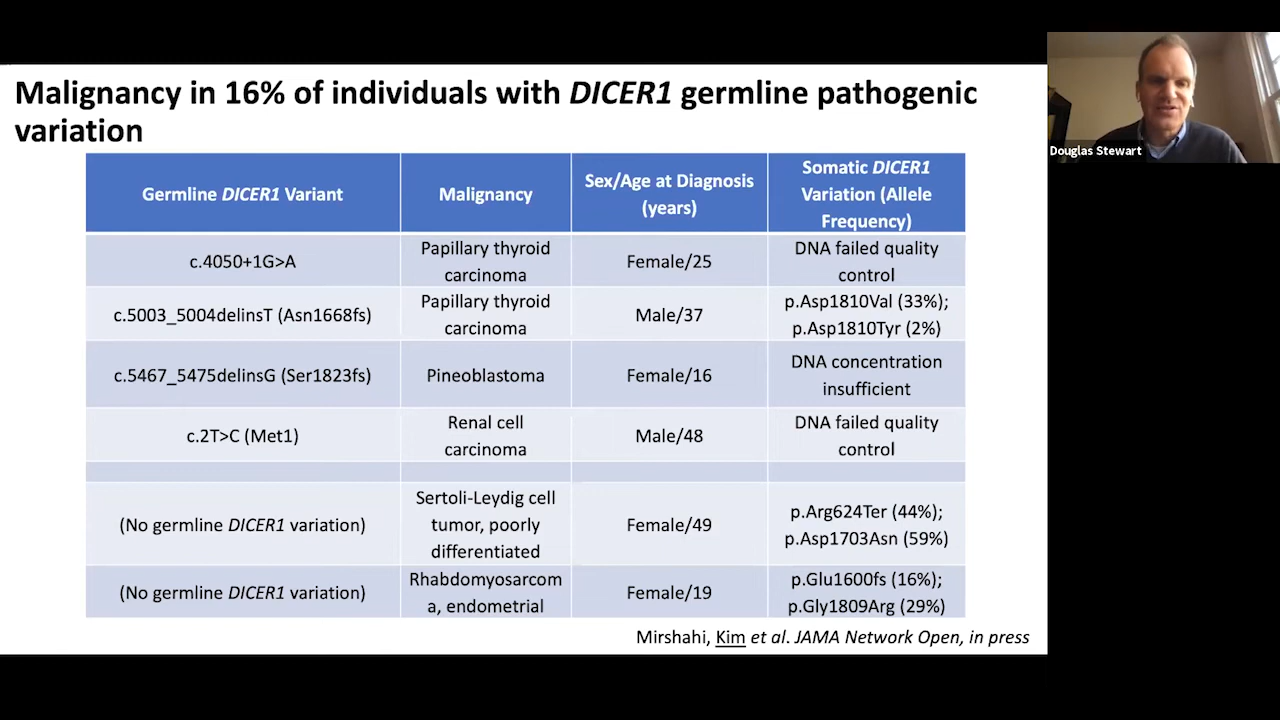 Malignancy in 16% of individuals with DICER1 germline pathogenic
variation
Douglas Stewart
Germline DICER1 Variant
Malignancy
Sex/Age at Diagnosis
(years)
Somatic DICER1
Variation (Allele
Frequency)
c.4050+1G>A
Papillary thyroid
carcinoma
Female/25
DNA failed quality
control
c.5003_5004delinsT (Asn1668fs)
Papillary thyroid
carcinoma
Male/37
p.Asp1810Val (33%);
p.Asp1810Tyr (2%)
c.5467_5475delinsG (Ser1823fs)
Pineoblastoma
Female/16
DNA concentration
insufficient
c.2T>C (Met1)
Renal cell
carcinoma
Male/48
DNA failed quality
control
(No germline DICER1 variation)
Sertoli-Leydig cell
tumor, poorly
differentiated
Female/49
p.Arg624Ter (44%);
p.Asp1703Asn (59%)
(No germline DICER1 variation)
Rhabdomyosarcom
a, endometrial
Female/19
p.Glu1600fs (16%);
p.Gly1809Arg (29%)
Mirshahi, Kim et al. JAMA Network Open, in press